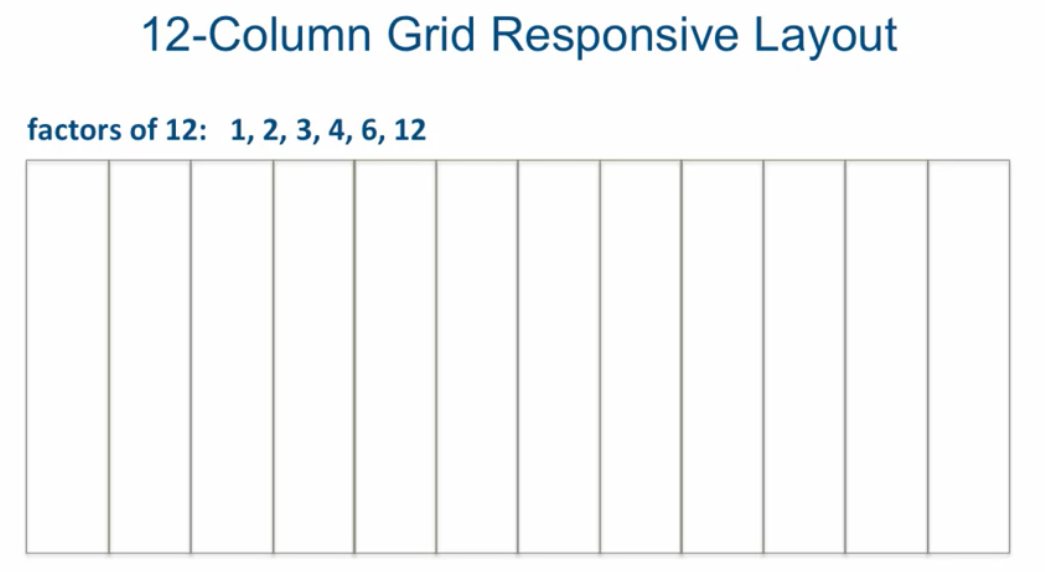 12-Column Grid Responsive Layout
factors of 12: 1, 2, 3, 4, 6, 12